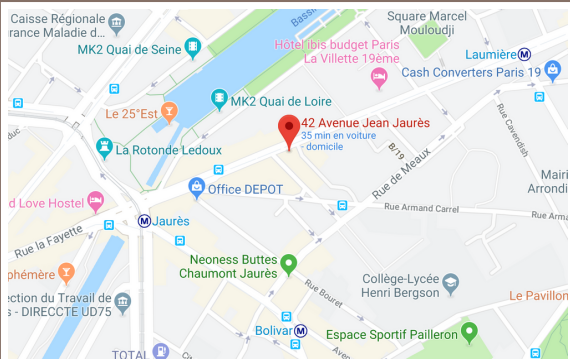 Caisse Régionale
rance Maladie d...
MK2 Quai de Seine
Bassin
Square Marcel
Mouloudji
Hôtel ibis budget Paris
La Villette 19ème
Laumière M
Cash Converters Paris 19
Le 25°Est
MK2 Quai de Loire
42 Avenue Jean Jaurès
35 min en voiture
- domicile
Rue Cavendish
La Rotonde Ledoux
B/19
Rue de Meaux
Mairi
Arrondi
Office DEPOT
d Love Hostel
Rue Armand Carrel
Rue Arma
M Jaurès
Rue la Fayette
Neoness Buttes
Chaumont Jaurès
phémère
Rue Bouret
Collège-Lycée
Henri Bergson
ection du Travail de
s - DIRECCTE UD75
Le Pavillon
Bolivar M
Espace Sportif Pailleron
TOTAL